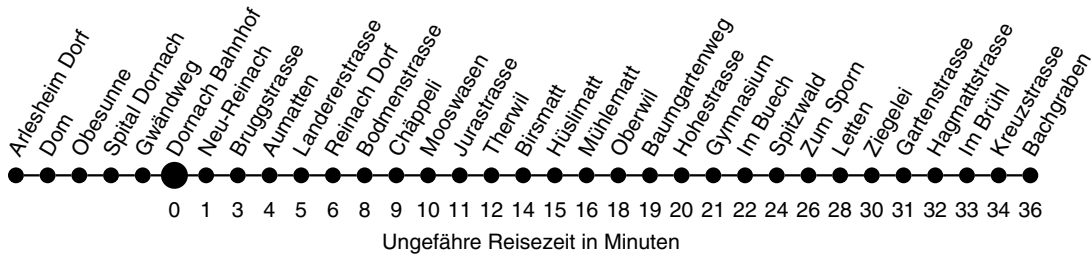 Arlesheim Dorf
Dom
Obesunne
Spital Dornach
Gwändweg
Dornach Bahnhof
Neu-Reinach
Bruggstrasse
Aumatten
Landererstrasse
Reinach Dorf
Bodmenstrasse
Chäppeli
Mooswasen
Jurastrasse
Therwil
Birsmatt
Hüslimatt
Mühlematt
Oberwil
Baumgartenweg
Hohestrasse
Gymnasium
Im Buech
Spitzwald
Zum Sporn
Letten
Ziegelei
Gartenstrasse
Hagmattstrasse
Im Brühl
Kreuzstrasse
Bachgraben
0 1 3 4 5 6 8 9 10 11 12 14 15 16 18 19 20 21 22 24 26 28 30 31 32 33 34 36
Ungefähre Reisezeit in Minuten